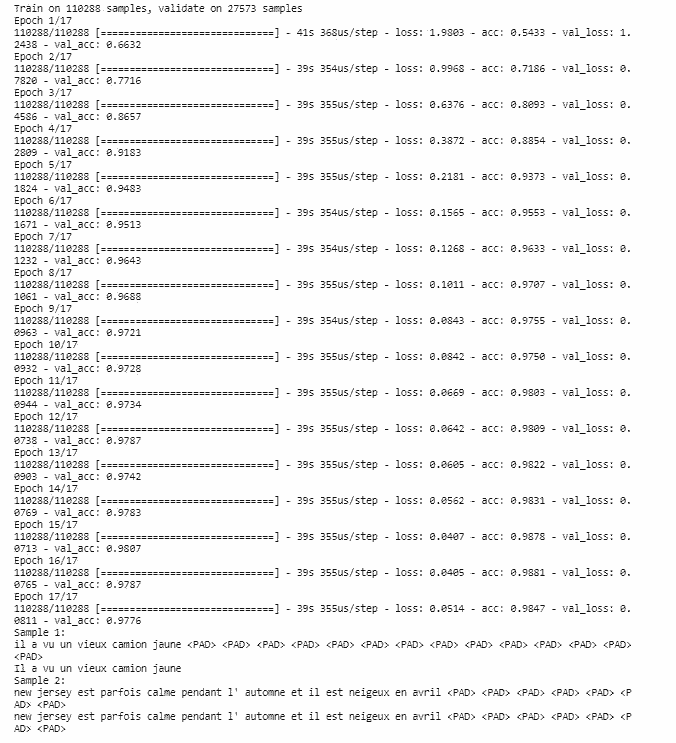 Train on 110288 samples, validate on 27573 samples
Epoch 1/17
110288/110288 [==============================] - 41s 368us/step - loss: 1.9803 - acc: 0.5433 - val_loss: 1.
2438 - val_acc: 0.6632
Epoch 2/17
110288/110288 [==============================] - 39s 354us/step - loss: 0.9968 - acc: 0.7186 - val_loss: 0.
7820 - val_acc: 0.7716
Epoch 3/17
110288/110288 [==============================] - 39s 355us/step - loss: 0.6376 - acc: 0.8093 - val_loss: 0.
4586 - val_acc: 0.8657
Epoch 4/17
110288/110288 [==============================] - 39s 355us/step - loss: 0.3872 - acc: 0.8854 - val_loss: 0.
2809 - val_acc: 0.9183
Epoch 5/17
110288/110288 [==============================] - 39s 355us/step - loss: 0.2181 - acc: 0.9373 - val_loss: 0.
1824 - val_acc: 0.9483
Epoch 6/17
110288/110288 [==============================] - 39s 354us/step - loss: 0.1565 - acc: 0.9553 - val_loss: 0.
1671 - val_acc: 0.9513
Epoch 7/17
110288/110288 [==============================] - 39s 354us/step - loss: 0.1268 - acc: 0.9633 - val_loss: 0.
1232 - val_acc: 0.9643
Epoch 8/17
110288/110288 [==============================] - 39s 355us/step - loss: 0.1011 - acc: 0.9707 - val_loss: 0.
1061 - val_acc: 0.9688
Epoch 9/17
110288/110288 [==============================] - 39s 354us/step - loss: 0.0843 - acc: 0.9755 - val_loss: 0.
0963 - val_acc: 0.9721
Epoch 10/17
110288/110288 [==============================] - 39s 355us/step - loss: 0.0842 - acc: 0.9750 - val_loss: 0.
0932 - val_acc: 0.9728
Epoch 11/17
110288/110288 [==============================] - 39s 355us/step - loss: 0.0669 - acc: 0.9803 - val_loss: 0.
0944 - val_acc: 0.9734
Epoch 12/17
110288/110288 [==============================] - 39s 355us/step - loss: 0.0642 - acc: 0.9809 - val_loss: 0.
0738 - val_acc: 0.9787
Epoch 13/17
110288/110288 [==============================] - 39s 355us/step - loss: 0.0605 - acc: 0.9822 - val_loss: 0.
0903 - val_acc: 0.9742
Epoch 14/17
110288/110288 [==============================] - 39s 355us/step - loss: 0.0562 - acc: 0.9831 - val_loss: 0.
0769 - val_acc: 0.9783
Epoch 15/17
110288/110288 [==============================] - 39s 355us/step - loss: 0.0407 - acc: 0.9878 - val_loss: 0.
0713 - val_acc: 0.9807
Epoch 16/17
110288/110288 [==============================] - 39s 355us/step - loss: 0.0405 - acc: 0.9881 - val_loss: 0.
0765 - val_acc: 0.9787
Epoch 17/17
110288/110288 [==============================] - 39s 355us/step - loss: 0.0514 - acc: 0.9847 - val_loss: 0.
0811 - val_acc: 0.9776
Sample 1:
il a vu un vieux camion jaune <PAD> <PAD> <PAD> <PAD> <PAD> <PAD> <PAD> <PAD> <PAD> <PAD> <PAD> <PAD> <PAD>
<PAD>
Il a vu un vieux camion jaune
Sample 2:
new jersey est parfois calme pendant l' automne et il est neigeux en avril <PAD> <PAD> <PAD> <PAD> <PAD> <P
AD> <PAD>
new jersey est parfois calme pendant l' automne et il est neigeux en avril <PAD> <PAD> <PAD> <PAD> <PAD> <P
AD> <PAD>